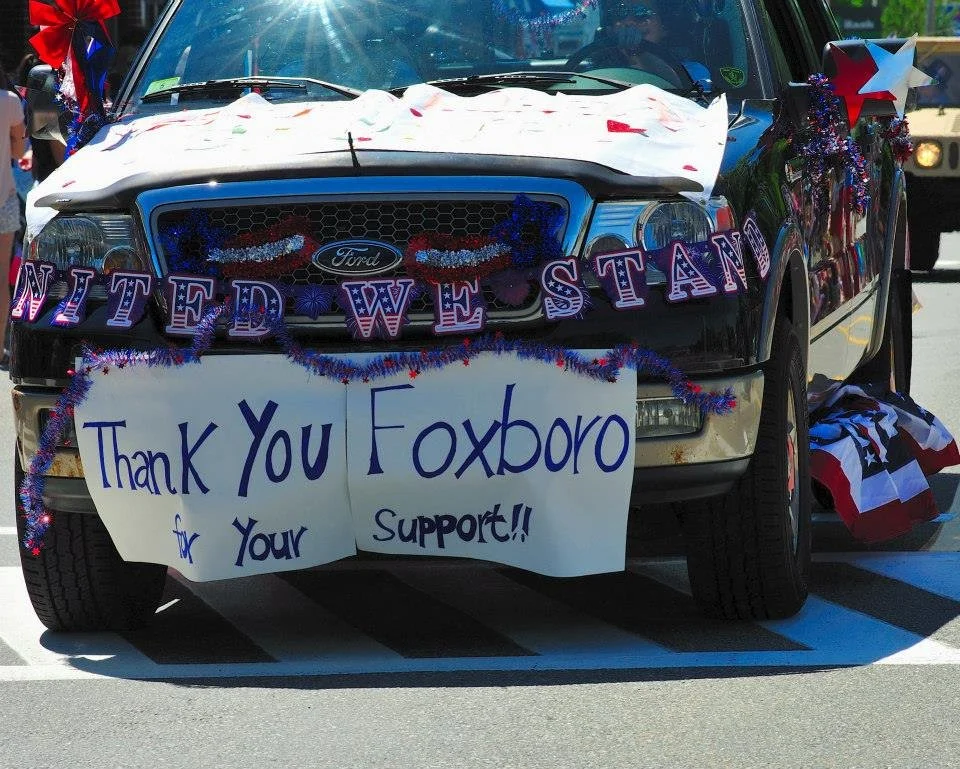 Ford
NITED WE STAND
Thank You Foxboro
for Your Support!!